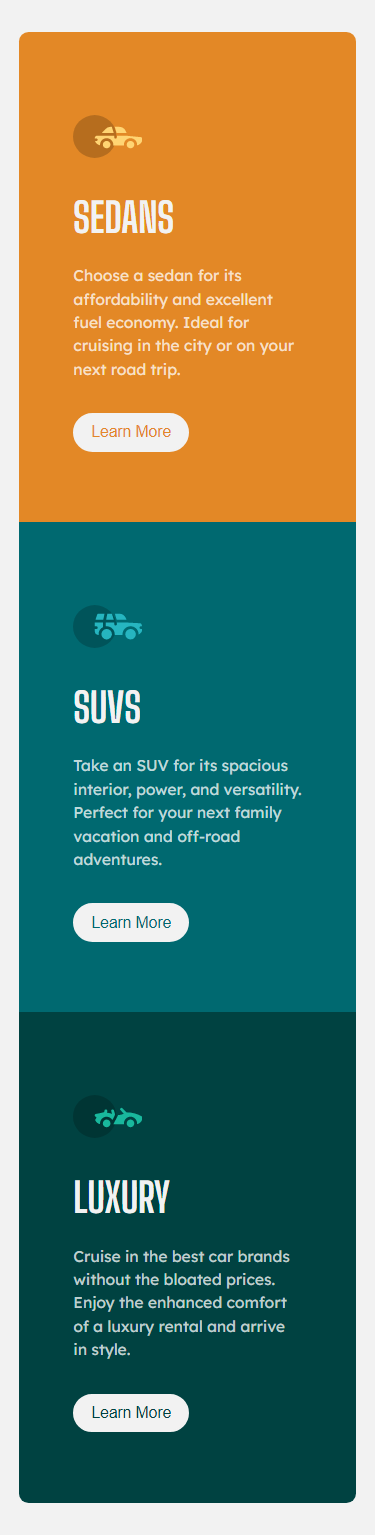 SEDANS
Choose a sedan for its
affordability and excellent
fuel economy. Ideal for
cruising in the city or on your
next road trip.
Learn More
SUVS
Take an SUV for its spacious
interior, power, and versatility.
Perfect for your next family
vacation and off-road
adventures.
Learn More
LUXURY
Cruise in the best car brands
without the bloated prices.
Enjoy the enhanced comfort
of a luxury rental and arrive
in style.
Learn More